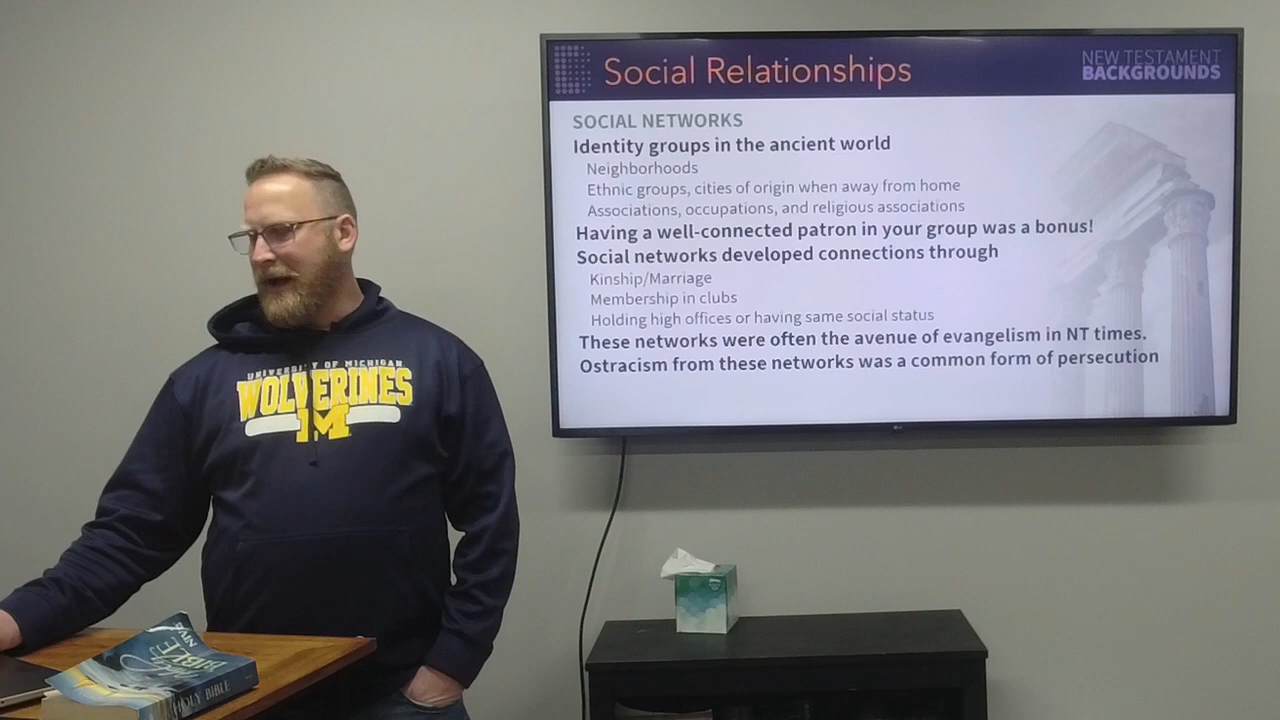 Social Relationships
NEW TESTAMENT
BACKGROUNDS
SOCIAL NETWORKS
Identity groups in the ancient world
Neighborhoods
Ethnic groups, cities of origin when away from home
Associations, occupations, and religious associations
Having a well-connected patron in your group was a bonus!
Social networks developed connections through
Kinship/Marriage
Membership in clubs
Holding high offices or having same social status
These networks were often the avenue of evangelism in NT times.
Ostracism from these networks was a common form of persecution
LG
UNIVERSITY OF MICHIGAN
WOLVERINES
M
NIV
HOLY BIBLE
HOLY BIBLE